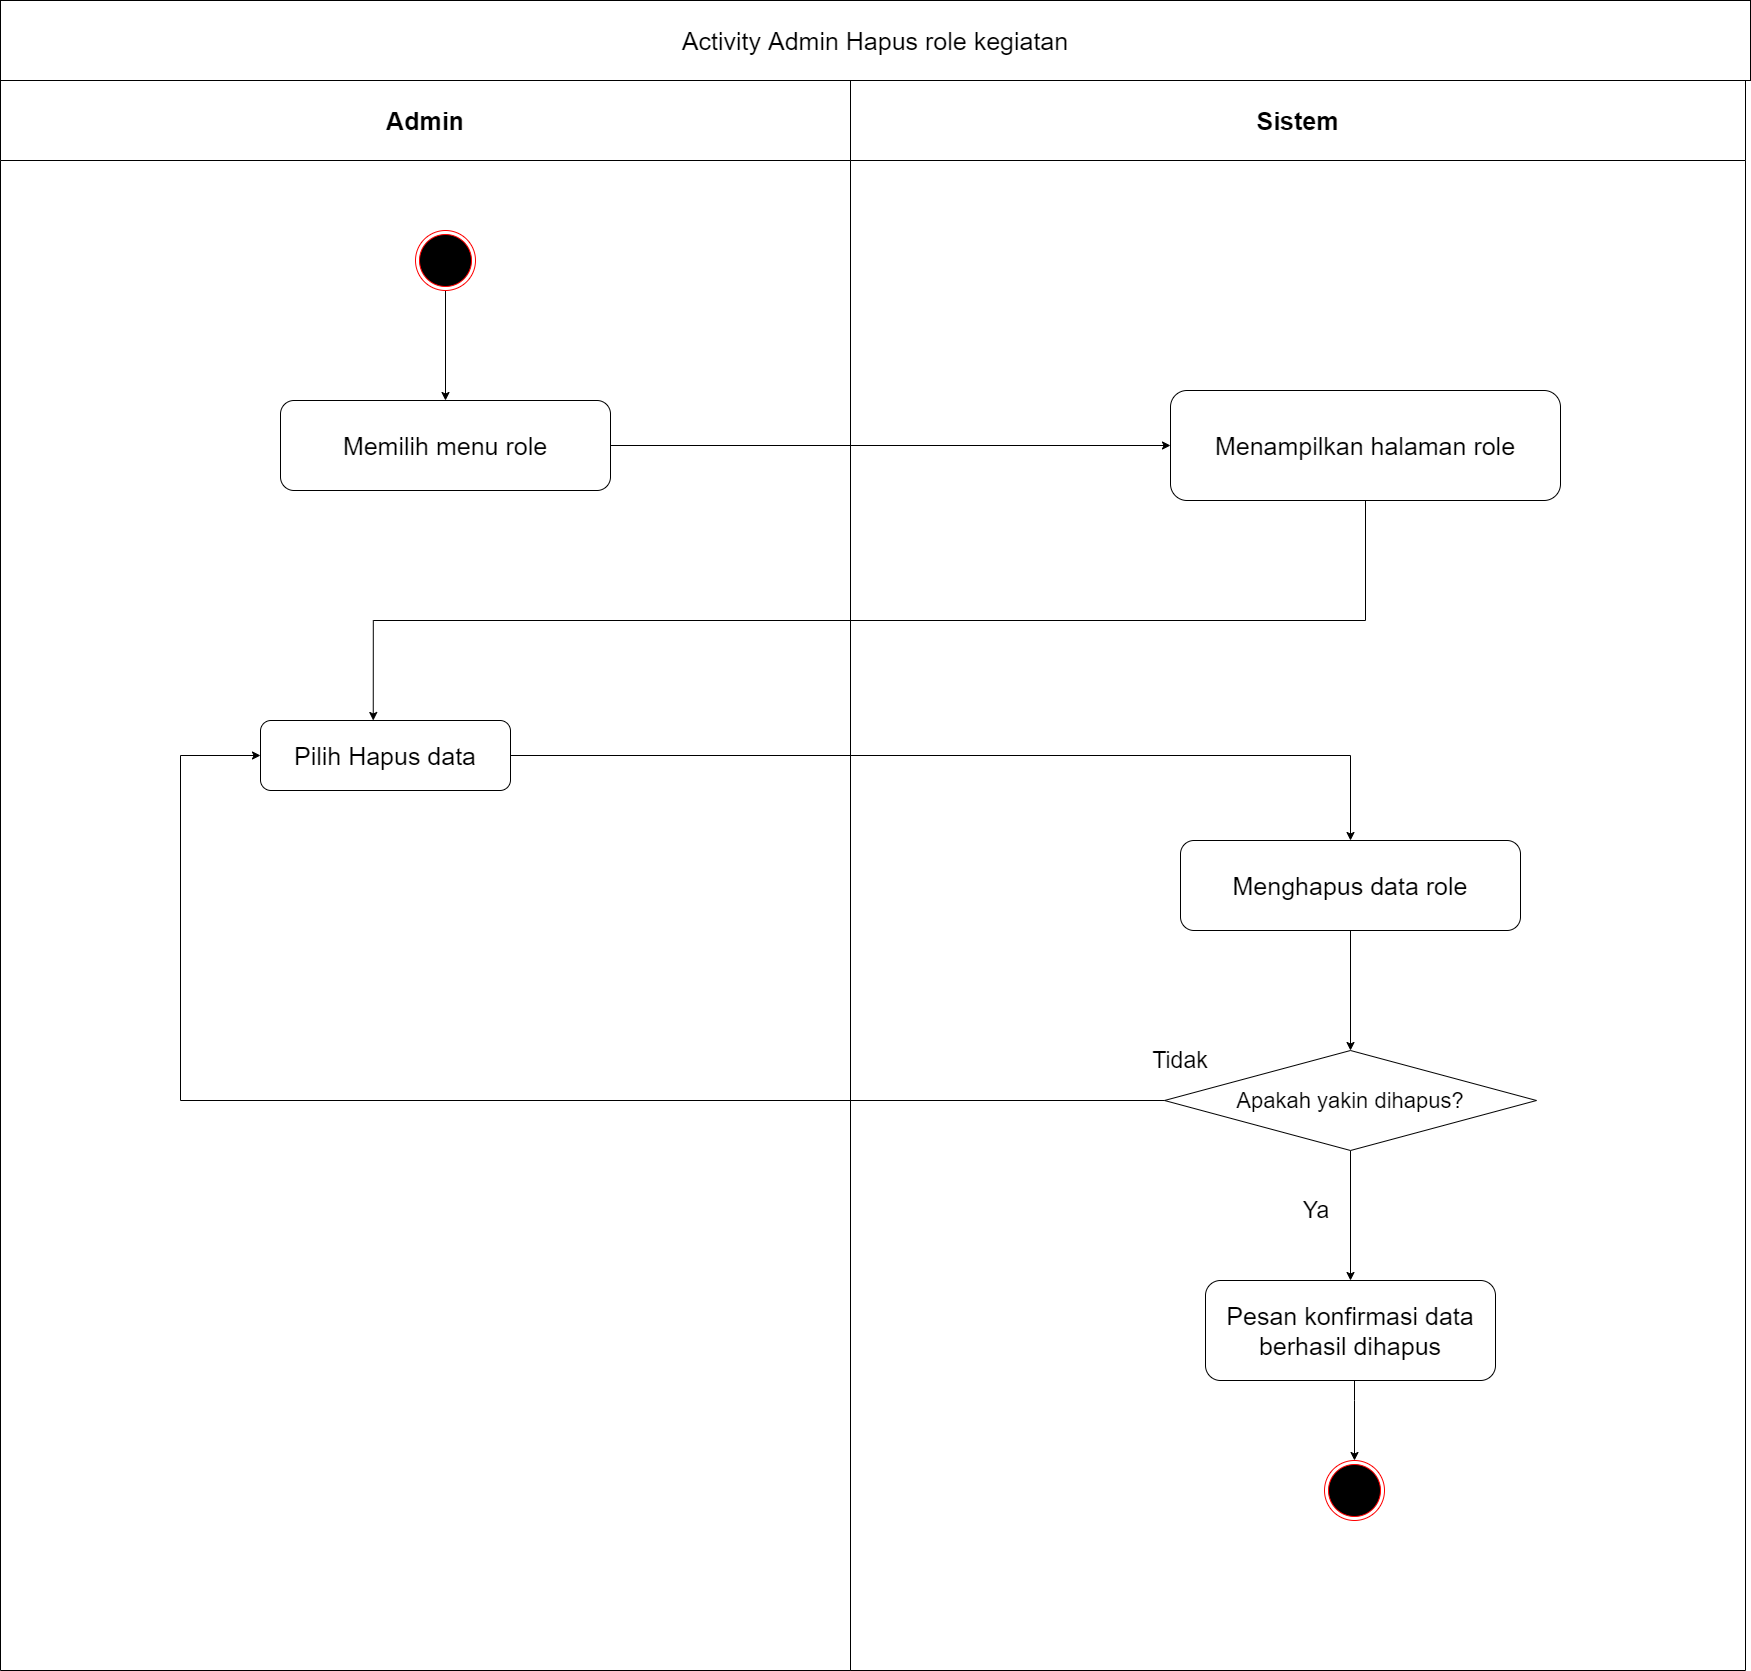 Activity Admin Hapus role kegiatan
Admin
Sistem
Memilih menu role
Menampilkan halaman role
Pilih Hapus data
Menghapus data role
Tidak
Apakah yakin dihapus?
Ya
Pesan konfirmasi data
berhasil dihapus